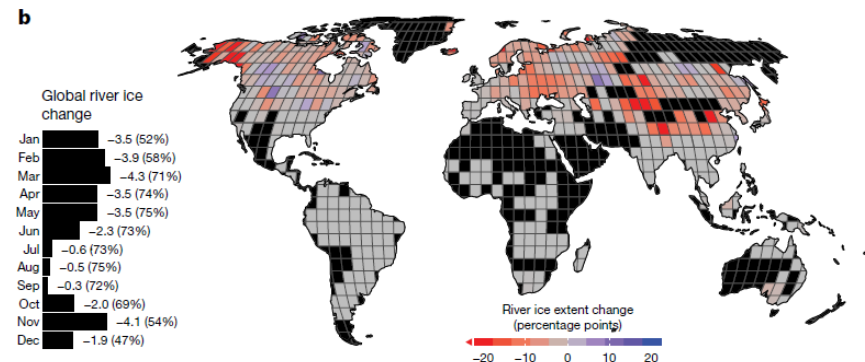 b
Global river ice
change
Jan −3.5 (52%)
Feb −3.9 (58%)
Mar −4.3 (71%)
Apr −3.5 (74%)
May −3.5 (75%)
Jun −2.3 (73%)
Jul −0.6 (73%)
Aug −0.5 (75%)
Sep −0.3 (72%)
Oct −2.0 (69%)
Nov −4.1 (54%)
Dec −1.9 (47%)
River ice extent change
(percentage points)
−20 −10 0 10 20